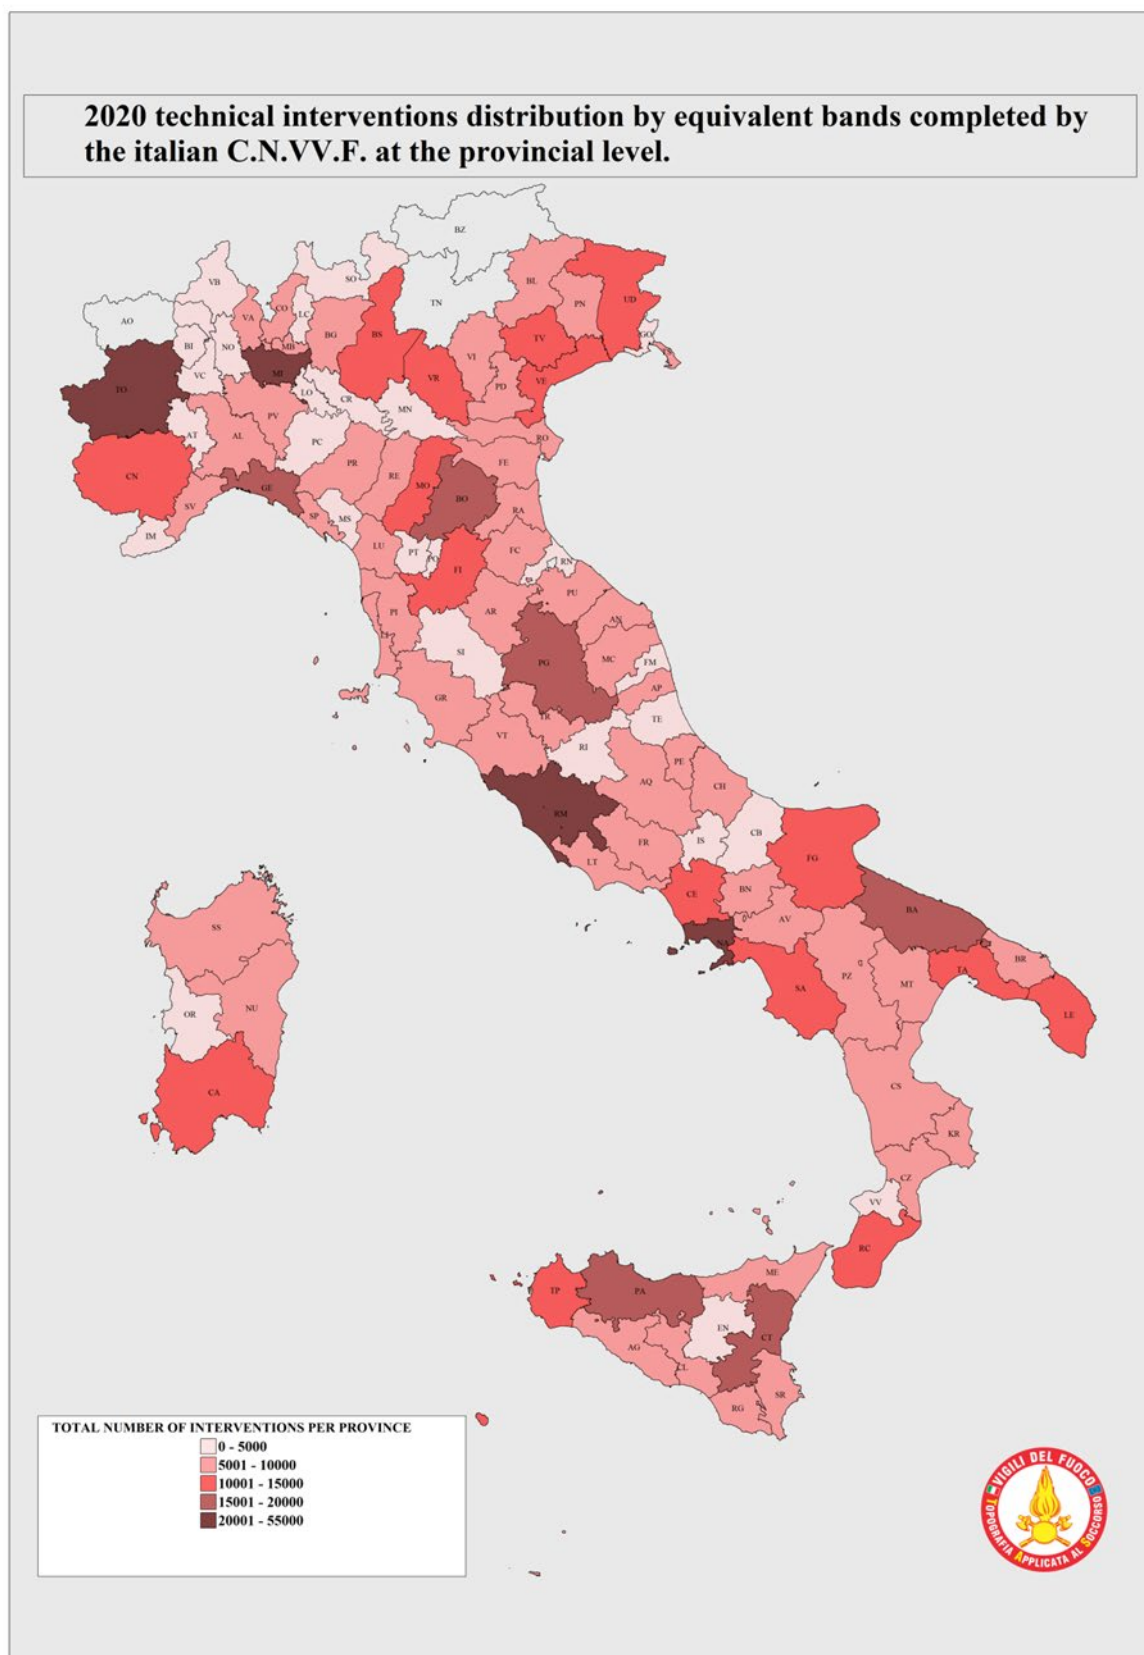 2020 technical interventions distribution by equivalent bands completed by
the italian C.N.VV.F. at the provincial level.
BZ
VB
SO
BL
TN
CO
LC
PN
UD
AO
VA
BG
BS
TV
GO
BI
NO
MB
VI
MI
VR
PD
VE
TO
VC
LO
CR
MN
AT
PV
AL
PC
RO
PR
FE
CN
RE
MO
GE
BO
SV
SP
MS
RA
IM
LU
PT
PO
FC
RN
FI
PU
PI
AR
AN
LI
SI
PG
MC
FM
AP
GR
TR
TE
VT
RI
PE
AQ
CH
RM
IS
CB
FR
LT
FG
CE
BN
BA
AV
SS
NA
PZ
TA
BR
MT
SA
LE
OR
NU
CS
CA
KR
CZ
VV
RC
ME
TP
PA
EN
CT
AG
CL
SR
RG
TOTAL NUMBER OF INTERVENTIONS PER PROVINCE
0 - 5000
5001 - 10000
10001 - 15000
15001 - 20000
20001 - 55000
VIGILI DEL FUOCO
TOPOGRAFIA APPLICATA AL SOCCORSO